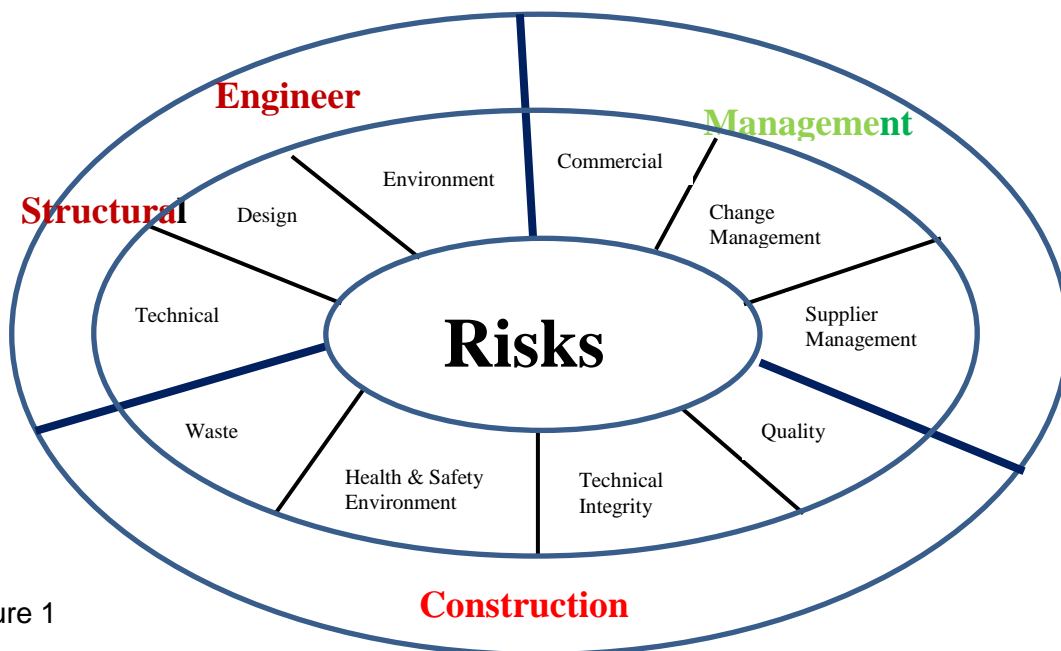 Engineer
Management
Structural
Environment
Commercial
Design
Change
Management
Technical
Supplier
Management
Risks
Waste
Quality
Health & Safety
Environment
Technical
Integrity
Construction
ure 1